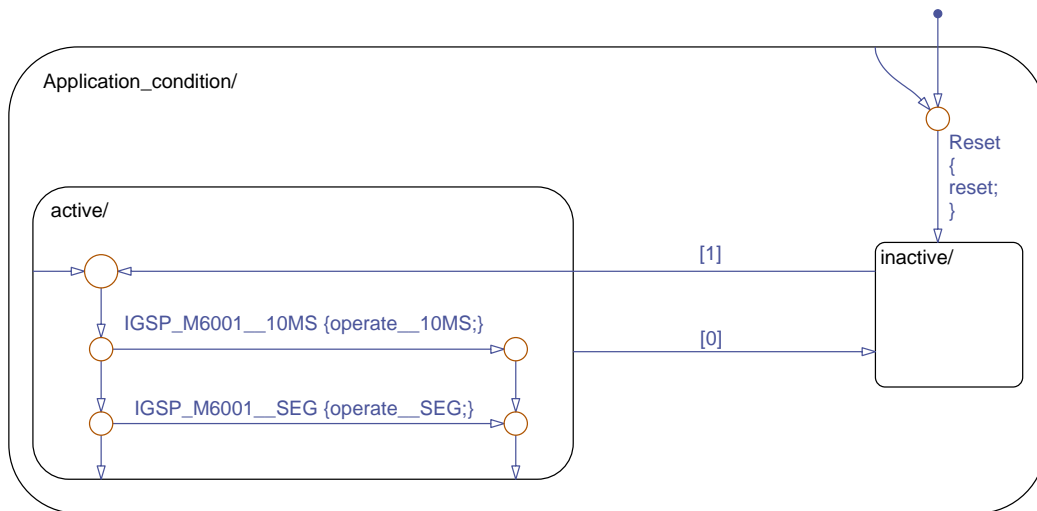 Application_condition/
Reset
{
reset;
}
active/
inactive/
[1]
IGSP_M6001__10MS {operate__10MS;}
[0]
IGSP_M6001__SEG {operate__SEG;}